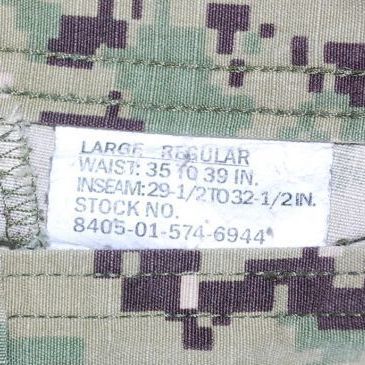 LARGE - REGULAR
WAIST: 35 TO 39 IN.
INSEAM: 29-1/2 TO 32-1/2 IN.
STOCK NO.
8405-01-574-6944